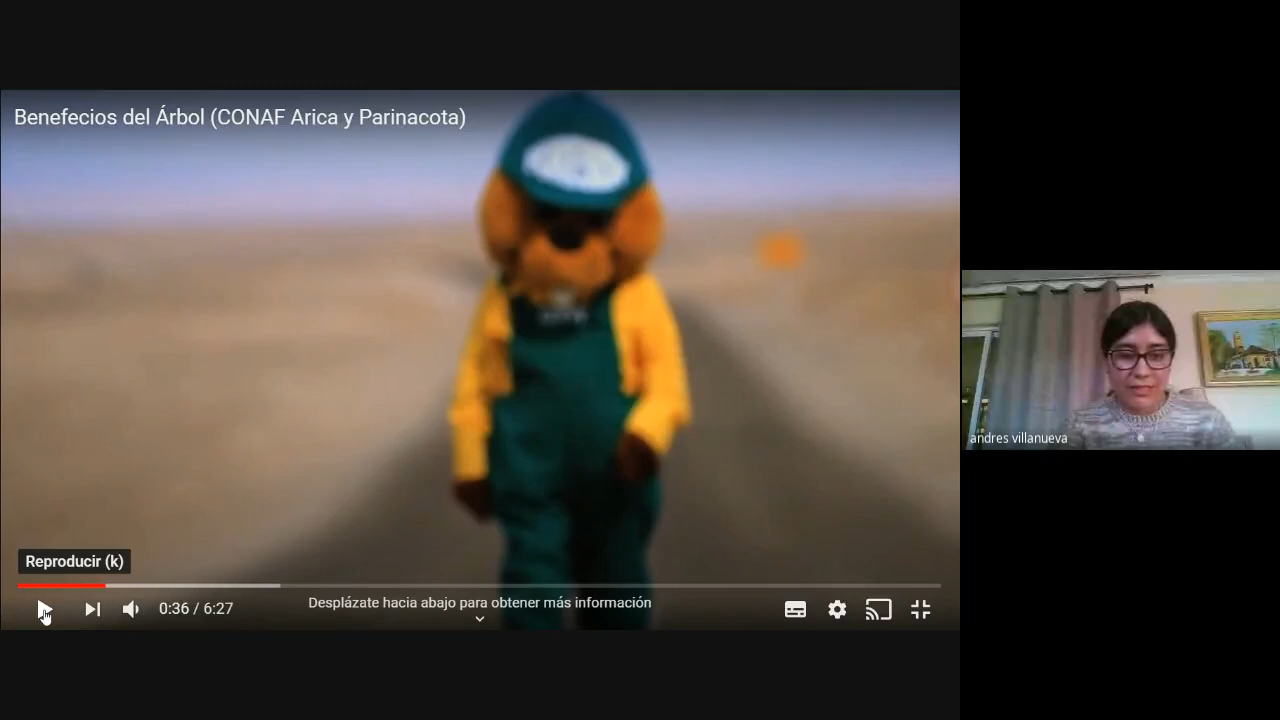 Benefecios del Árbol (CONAF Arica y Parinacota)
andres villanueva
Reproducir (k)
0:36 / 6:27
Desplázate hacia abajo para obtener más información